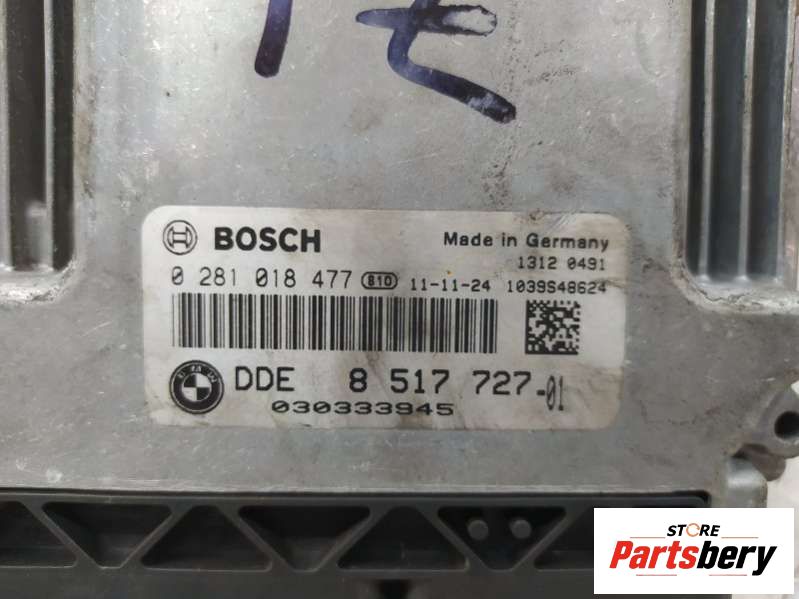 BOSCH
Made in Germany
1312 0491
0 281 018 477 B10 11-11-24 1039S48624
DDE 8 517 727-01
030333945
STORE
Partsbery